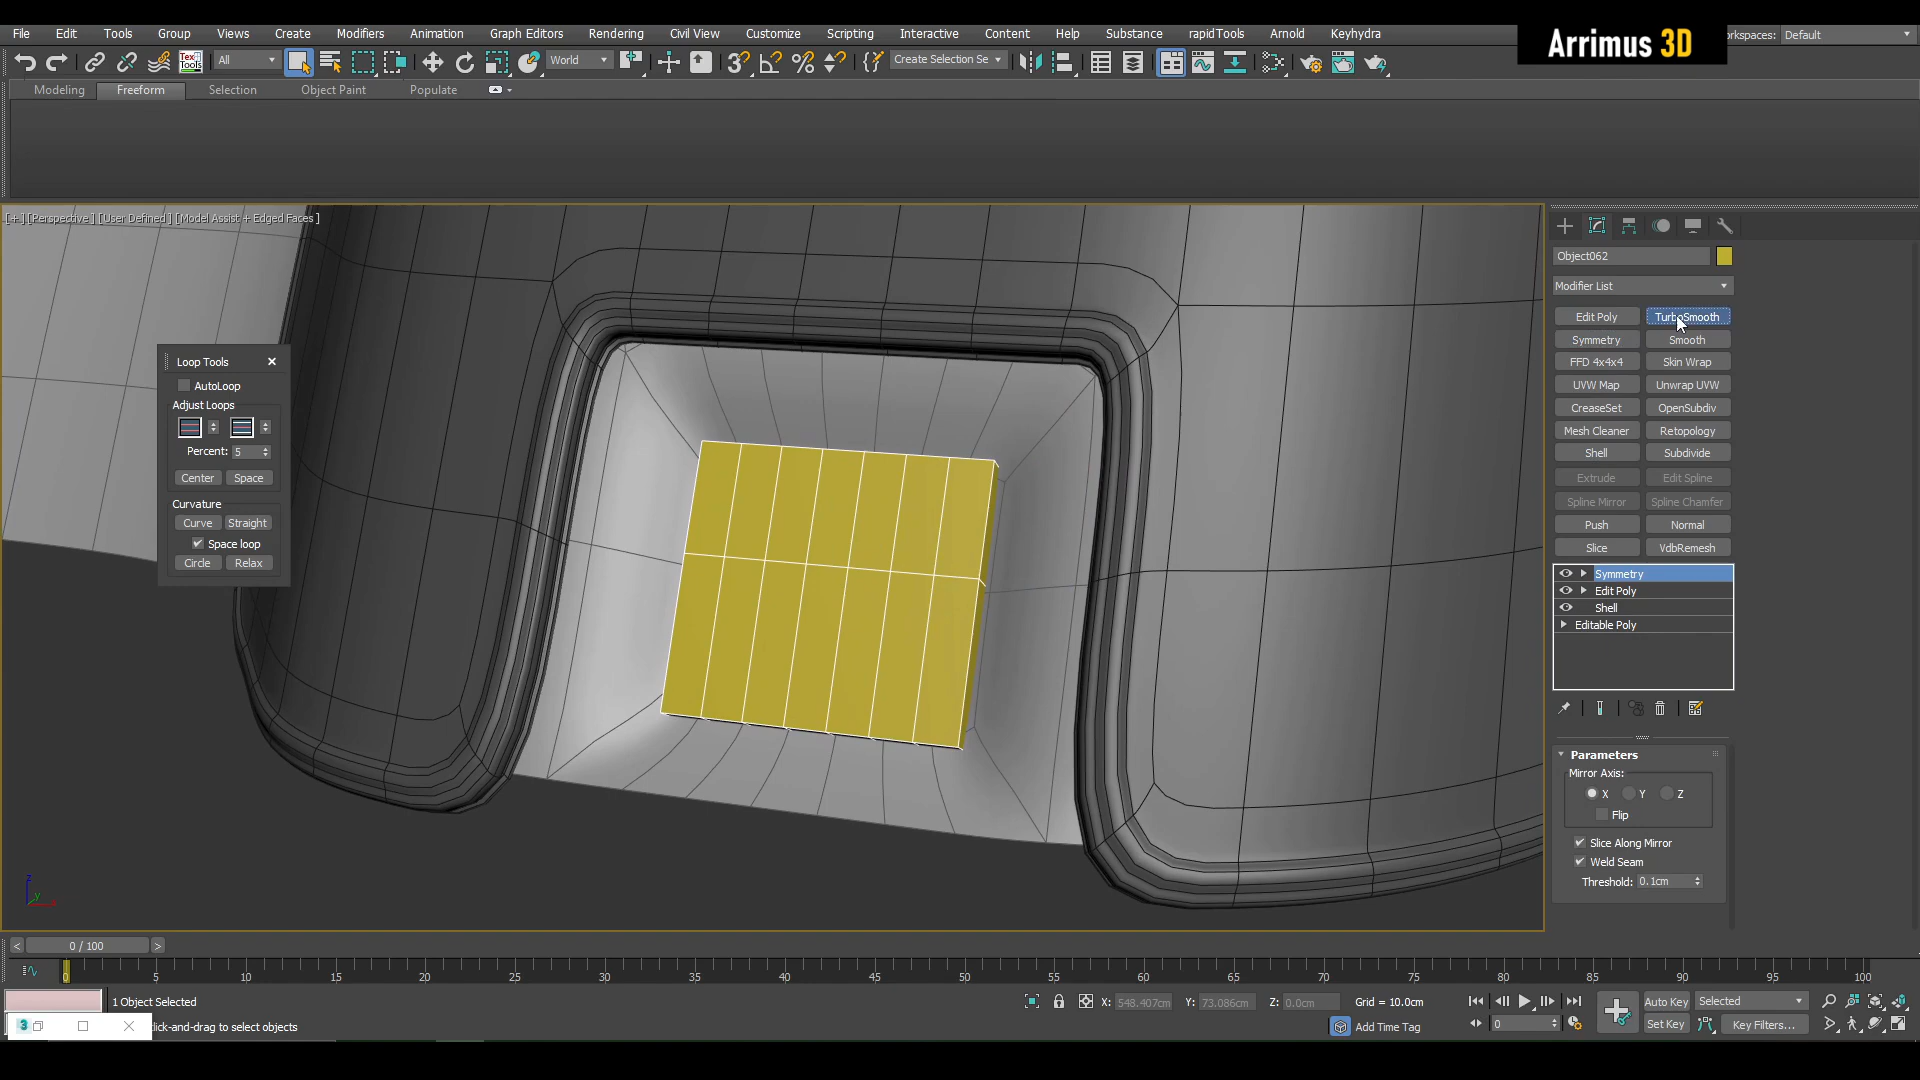 File Edit Tools Group Views Create Modifiers Animation Graph Editors Rendering Civil View Customize Scripting Interactive Content Help Substance rapidTools Arnold Keyhydra
Arrimus 3D
orkspaces: Default
Text Tools
All
World
Create Selection Se
Modeling Freeform Selection Object Paint Populate
[+] [Perspective] [User Defined] [Model Assist + Edged Faces]
Loop Tools
AutoLoop
Adjust Loops
Percent: 5
Center Space
Curvature
Curve Straight
Space loop
Circle Relax
Object062
Modifier List
Edit Poly TurboSmooth
Symmetry Smooth
FFD 4x4x4 Skin Wrap
UVW Map Unwrap UVW
CreaseSet OpenSubdiv
Mesh Cleaner Retopology
Shell Subdivide
Extrude Edit Spline
Spline Mirror Spline Chamfer
Push Normal
Slice VdbRemesh
Symmetry
Edit Poly
Shell
Editable Poly
Parameters
Mirror Axis:
X Y Z
Flip
Slice Along Mirror
Weld Seam
Threshold: 0.1cm
z
y
0 / 100
0 5 10 15 20 25 30 35 40 45 50 55 60 65 70 75 80 85 90 95 100
1 Object Selected
X: 548.407cm Y: 73.086cm Z: 0.0cm Grid = 10.0cm
Auto Key Selected
3
lick-and-drag to select objects
Add Time Tag
0
Set Key Key Filters...